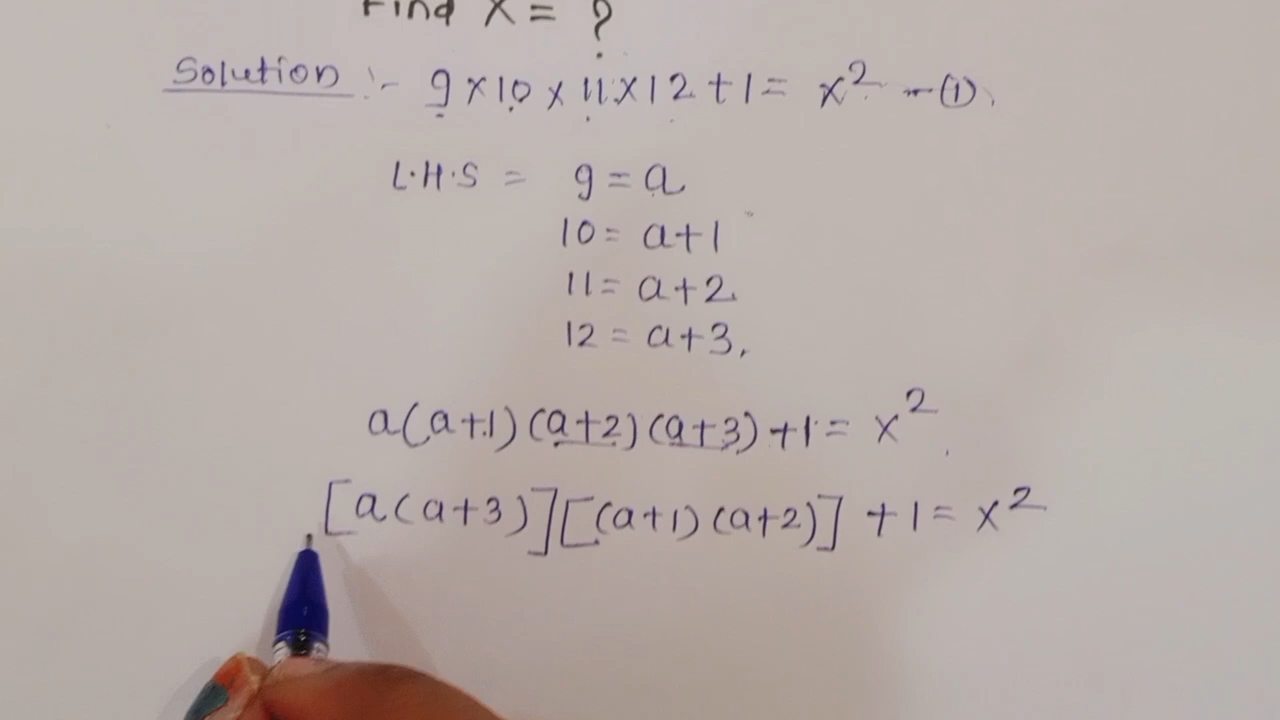 Find x = ?
Solution :- 9 × 10 × 11 × 12 + 1 = x² — (1)
L.H.S = 9 = a
10 = a+1
11 = a+2
12 = a+3,
a(a+1)(a+2)(a+3)+1 = x²
[a(a+3)][(a+1)(a+2)] + 1 = x²